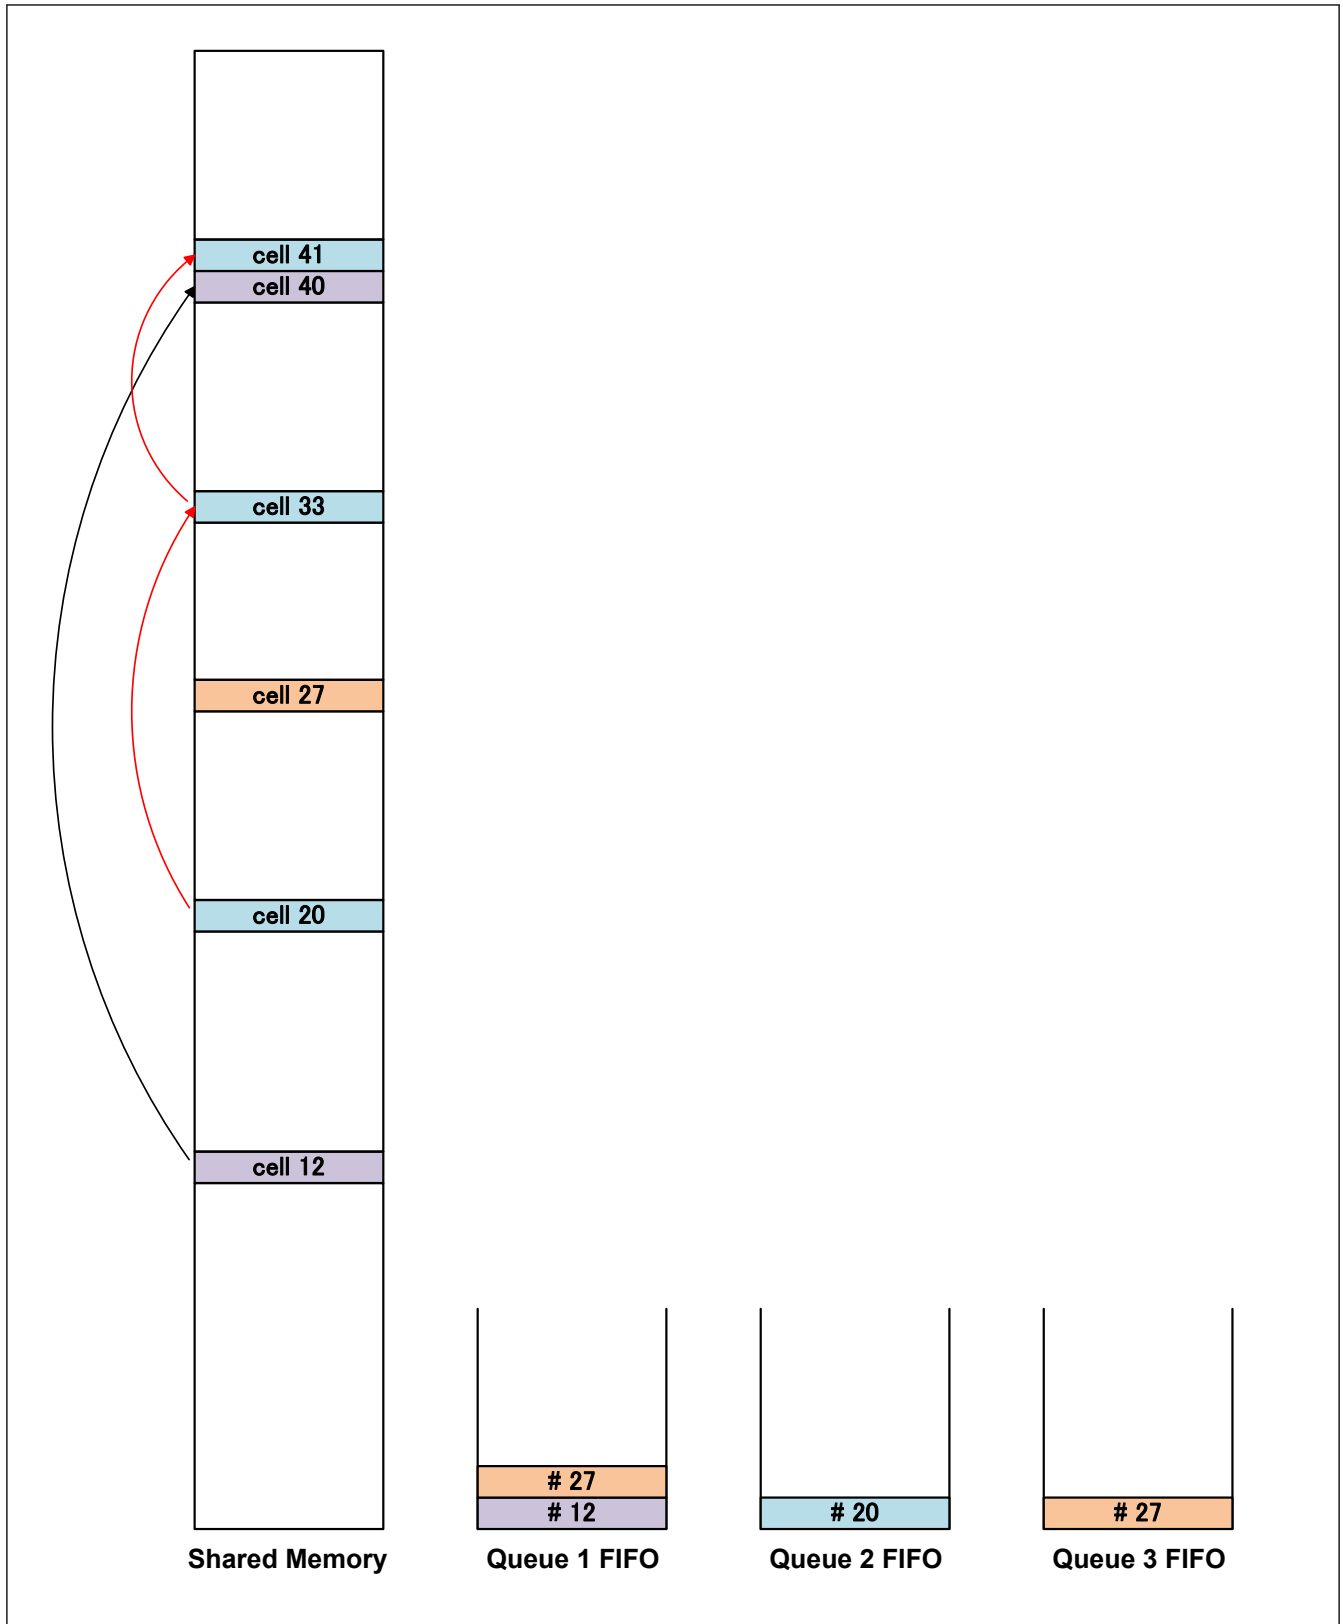 cell 41
cell 40
cell 33
cell 27
cell 20
cell 12
# 27
# 12
# 20
# 27
Shared Memory
Queue 1 FIFO
Queue 2 FIFO
Queue 3 FIFO